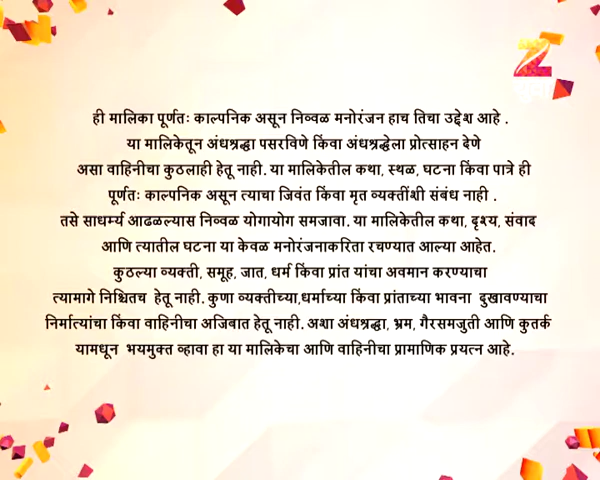 ही मालिका पूर्णतः काल्पनिक असून निव्वळ मनोरंजन हाच तिचा उद्देश आहे .
या मालिकेतून अंधश्रद्धा पसरविणे किंवा अंधश्रद्धेला प्रोत्साहन देणे
असा वाहिनीचा कुठलाही हेतू नाही. या मालिकेतील कथा, स्थळ, घटना किंवा पात्रे ही
पूर्णतः काल्पनिक असून त्याचा जिवंत किंवा मृत व्यक्तींशी संबंध नाही .
तसे साधर्म्य आढळल्यास निव्वळ योगायोग समजावा. या मालिकेतील कथा, दृश्य, संवाद
आणि त्यातील घटना या केवळ मनोरंजनाकरिता रचण्यात आल्या आहेत.
कुठल्या व्यक्ती, समूह, जात, धर्म किंवा प्रांत यांचा अवमान करण्याचा
त्यामागे निश्चितच हेतू नाही. कुणा व्यक्तीच्या,धर्माच्या किंवा प्रांताच्या भावना दुखावण्याचा
निर्मात्यांचा किंवा वाहिनीचा अजिबात हेतू नाही. अशा अंधश्रद्धा, भ्रम, गैरसमजुती आणि कुतर्क
यामधून भयमुक्त व्हावा हा या मालिकेचा आणि वाहिनीचा प्रामाणिक प्रयत्न आहे.